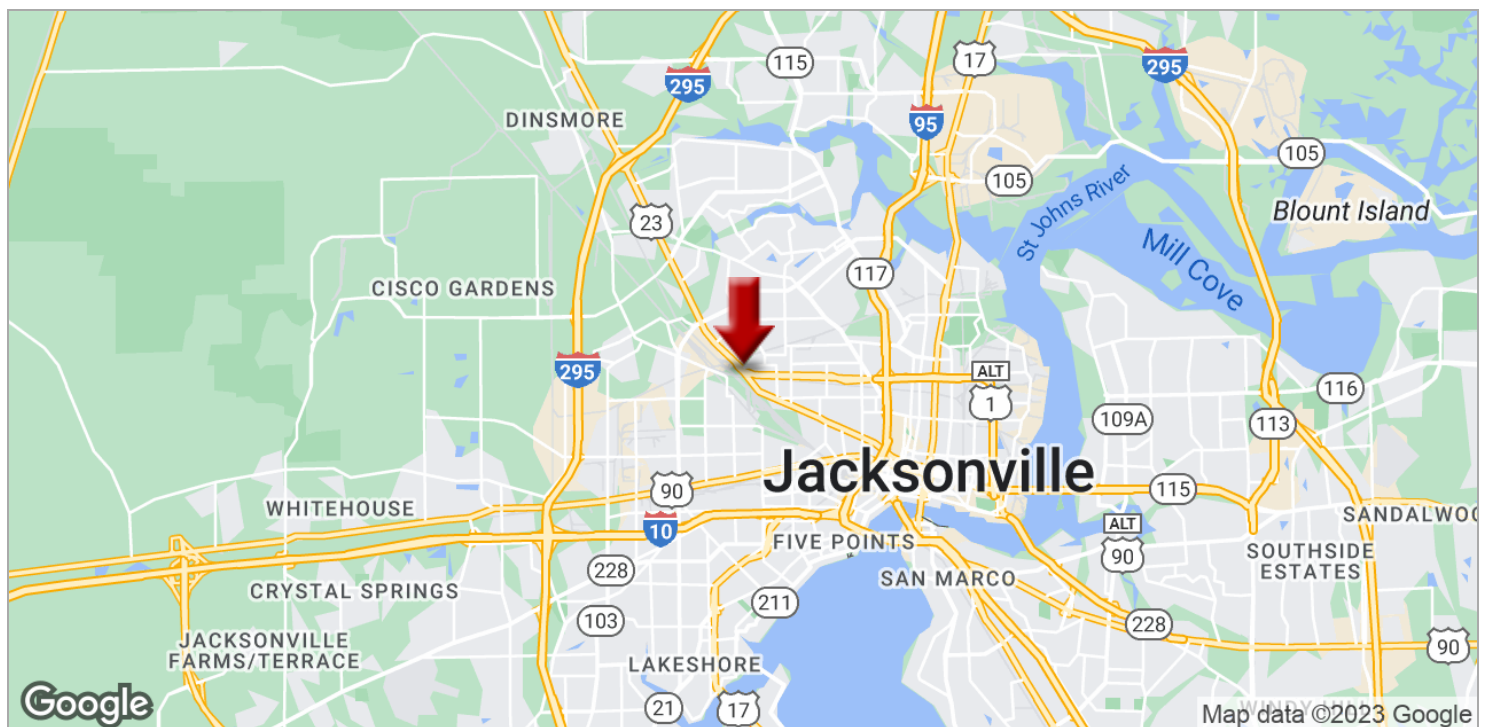 115
17
295
295
DINSMORE
95
105
105
St Johns River
Blount Island
23
Mill Cove
117
CISCO GARDENS
295
ALT
1
116
109A
113
Jacksonville
90
115
WHITEHOUSE
SANDALWOO
10
ALT
90
FIVE POINTS
SOUTHSIDE
ESTATES
228
SAN MARCO
CRYSTAL SPRINGS
211
103
228
JACKSONVILLE
FARMS/TERRACE
90
LAKESHORE
21
17
Google
Map data ©2023 Google